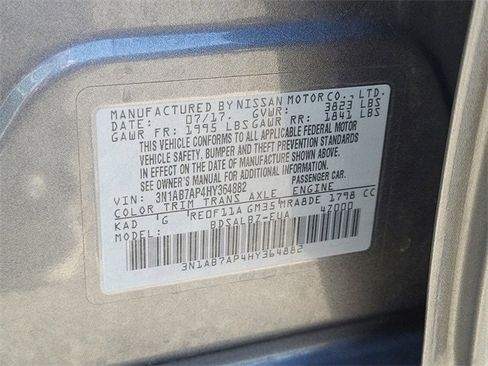 MANUFACTURED BY NISSAN MOTOR CO., LTD.
DATE: 07/17. GVWR: 3823 LBS
GAWR FR: 1995 LBS GAWR RR: 1841 LBS
THIS VEHICLE CONFORMS TO ALL APPLICABLE FEDERAL MOTOR
VEHICLE SAFETY, BUMPER AND THEFT PREVENTION STANDARDS
IN EFFECT ON THE DATE OF MANUFACTURE SHOWN ABOVE.
SEE OWNER'S MANUAL FOR ADDITIONAL INFORMATION.
VIN: 3N1AB7AP4HY364882 PASSENGER CAR.
COLOR TRIM TRANS AXLE ENGINE
KAD G RE0F11A GM35 MRA8DE 1798 CC
MODEL: BDSALBZ-EUA 47000
3N1AB7AP4HY364882